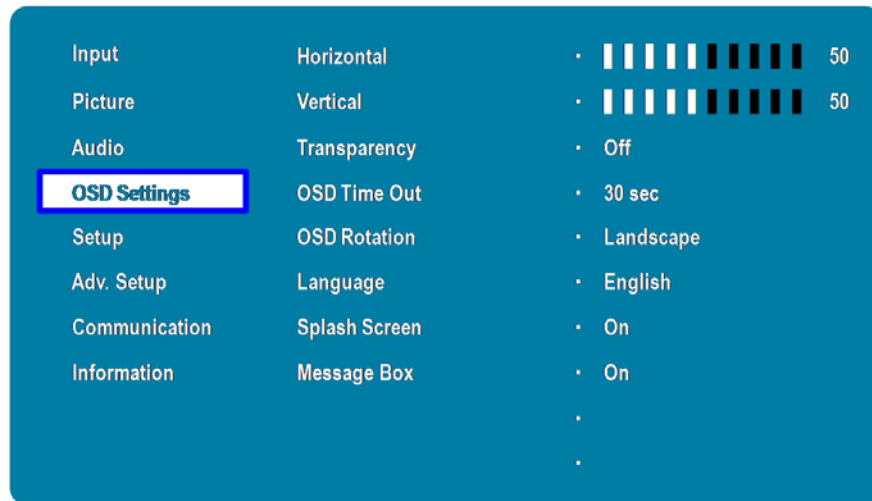 Input Horizontal · 50
Picture Vertical · 50
Audio Transparency · Off
OSD Settings OSD Time Out · 30 sec
Setup OSD Rotation · Landscape
Adv. Setup Language · English
Communication Splash Screen · On
Information Message Box · On
·
·